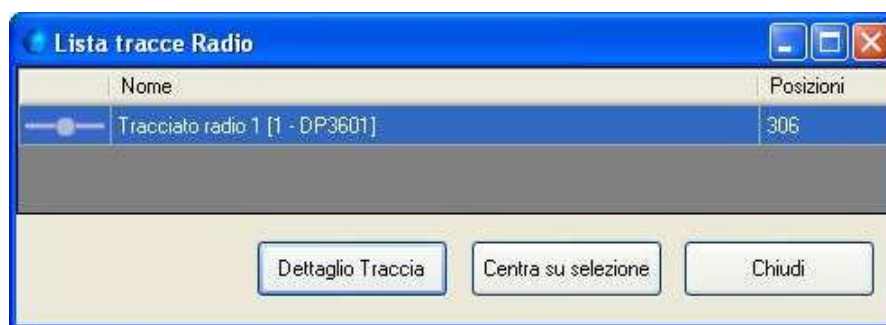 Lista tracce Radio
Nome Posizioni
Tracciato radio 1 [1 - DP3601] 306
Dettaglio Traccia Centra su selezione Chiudi